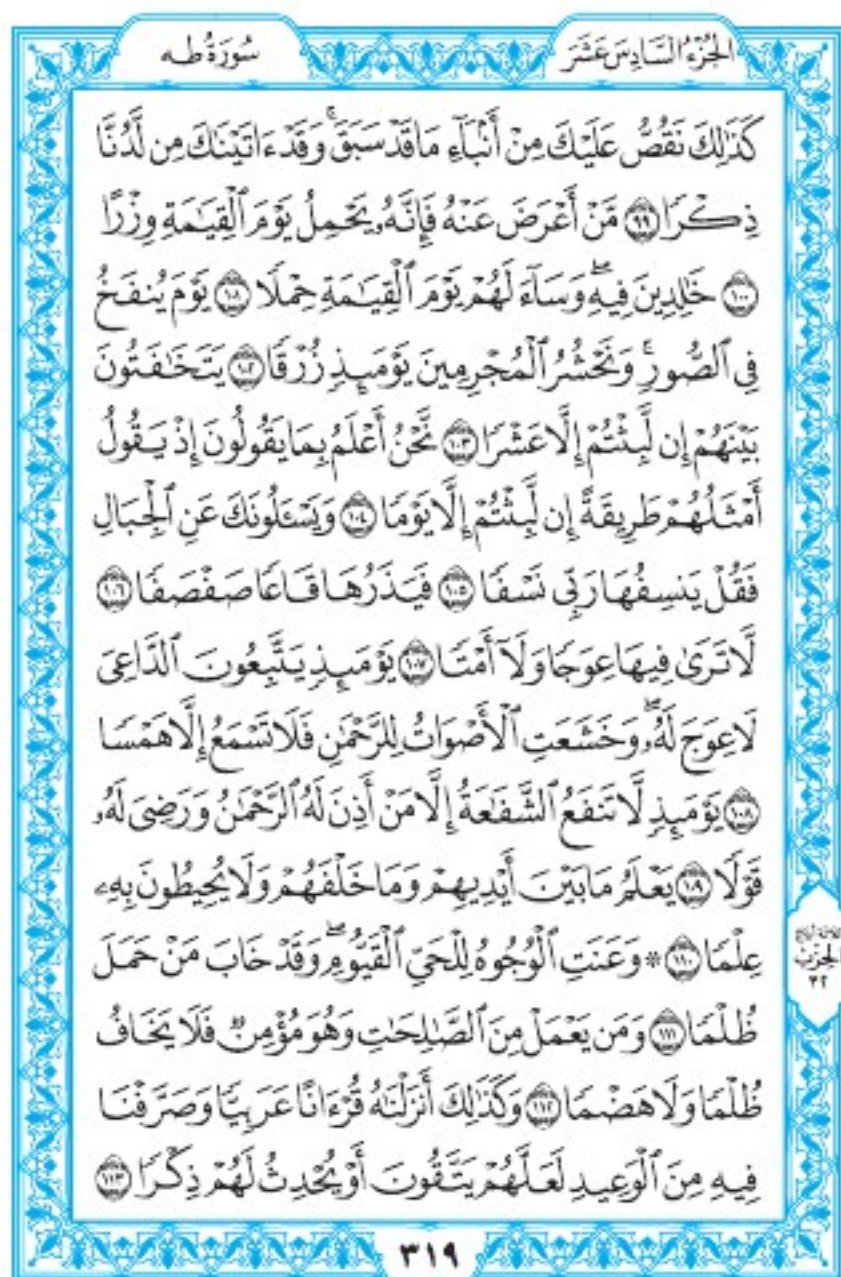 الجُزْءُ السَّادِسَ عَشَرَ
سُورَةُ طه
كَذَٰلِكَ نَقُصُّ عَلَيْكَ مِنْ أَنۢبَآءِ مَا قَدْ سَبَقَۚ وَقَدْ ءَاتَيْنَٰكَ مِن لَّدُنَّا
ذِكْرًا ٩٩ مَّنْ أَعْرَضَ عَنْهُ فَإِنَّهُۥ يَحْمِلُ يَوْمَ ٱلْقِيَٰمَةِ وِزْرًا
١٠٠ خَٰلِدِينَ فِيهِۖ وَسَآءَ لَهُمْ يَوْمَ ٱلْقِيَٰمَةِ حِمْلًا ١٠١ يَوْمَ يُنفَخُ
فِي ٱلصُّورِۚ وَنَحْشُرُ ٱلْمُجْرِمِينَ يَوْمَئِذٍ زُرْقًا ١٠٢ يَتَخَٰفَتُونَ
بَيْنَهُمْ إِن لَّبِثْتُمْ إِلَّا عَشْرًا ١٠٣ نَّحْنُ أَعْلَمُ بِمَا يَقُولُونَ إِذْ يَقُولُ
أَمْثَلُهُمْ طَرِيقَةً إِن لَّبِثْتُمْ إِلَّا يَوْمًا ١٠٤ وَيَسْـَٔلُونَكَ عَنِ ٱلْجِبَالِ
فَقُلْ يَنسِفُهَا رَبِّي نَسْفًا ١٠٥ فَيَذَرُهَا قَاعًا صَفْصَفًا ١٠٦
لَّا تَرَىٰ فِيهَا عِوَجًا وَلَآ أَمْتًا ١٠٧ يَوْمَئِذٍ يَتَّبِعُونَ ٱلدَّاعِيَ
لَا عِوَجَ لَهُۥۖ وَخَشَعَتِ ٱلْأَصْوَاتُ لِلرَّحْمَٰنِ فَلَا تَسْمَعُ إِلَّا هَمْسًا
١٠٨ يَوْمَئِذٍ لَّا تَنفَعُ ٱلشَّفَٰعَةُ إِلَّا مَنْ أَذِنَ لَهُ ٱلرَّحْمَٰنُ وَرَضِيَ لَهُۥ
قَوْلًا ١٠٩ يَعْلَمُ مَا بَيْنَ أَيْدِيهِمْ وَمَا خَلْفَهُمْ وَلَا يُحِيطُونَ بِهِۦ
عِلْمًا ١١٠ ۞ وَعَنَتِ ٱلْوُجُوهُ لِلْحَيِّ ٱلْقَيُّومِۖ وَقَدْ خَابَ مَنْ حَمَلَ
ظُلْمًا ١١١ وَمَن يَعْمَلْ مِنَ ٱلصَّٰلِحَٰتِ وَهُوَ مُؤْمِنٌ فَلَا يَخَافُ
ظُلْمًا وَلَا هَضْمًا ١١٢ وَكَذَٰلِكَ أَنزَلْنَٰهُ قُرْءَانًا عَرَبِيًّا وَصَرَّفْنَا
فِيهِ مِنَ ٱلْوَعِيدِ لَعَلَّهُمْ يَتَّقُونَ أَوْ يُحْدِثُ لَهُمْ ذِكْرًا ١١٣
الحِزْب
٣٢
٣١٩